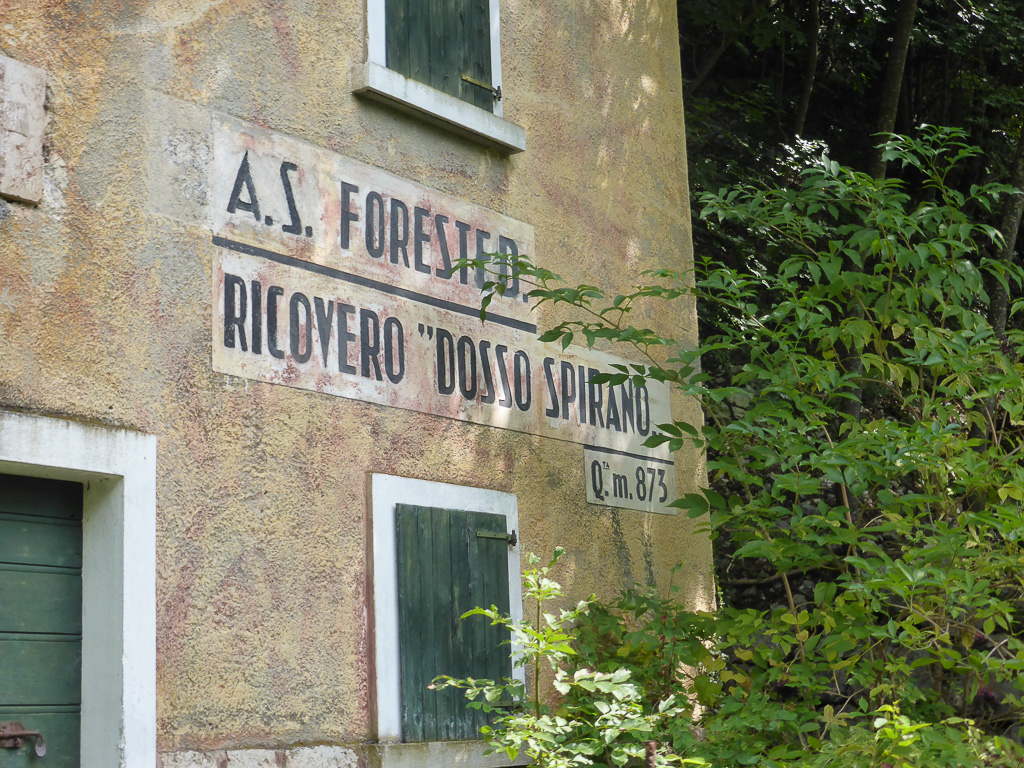 A.S. FORESTE D.
RICOVERO "DOSSO SPIRANO
Q.TA m. 873